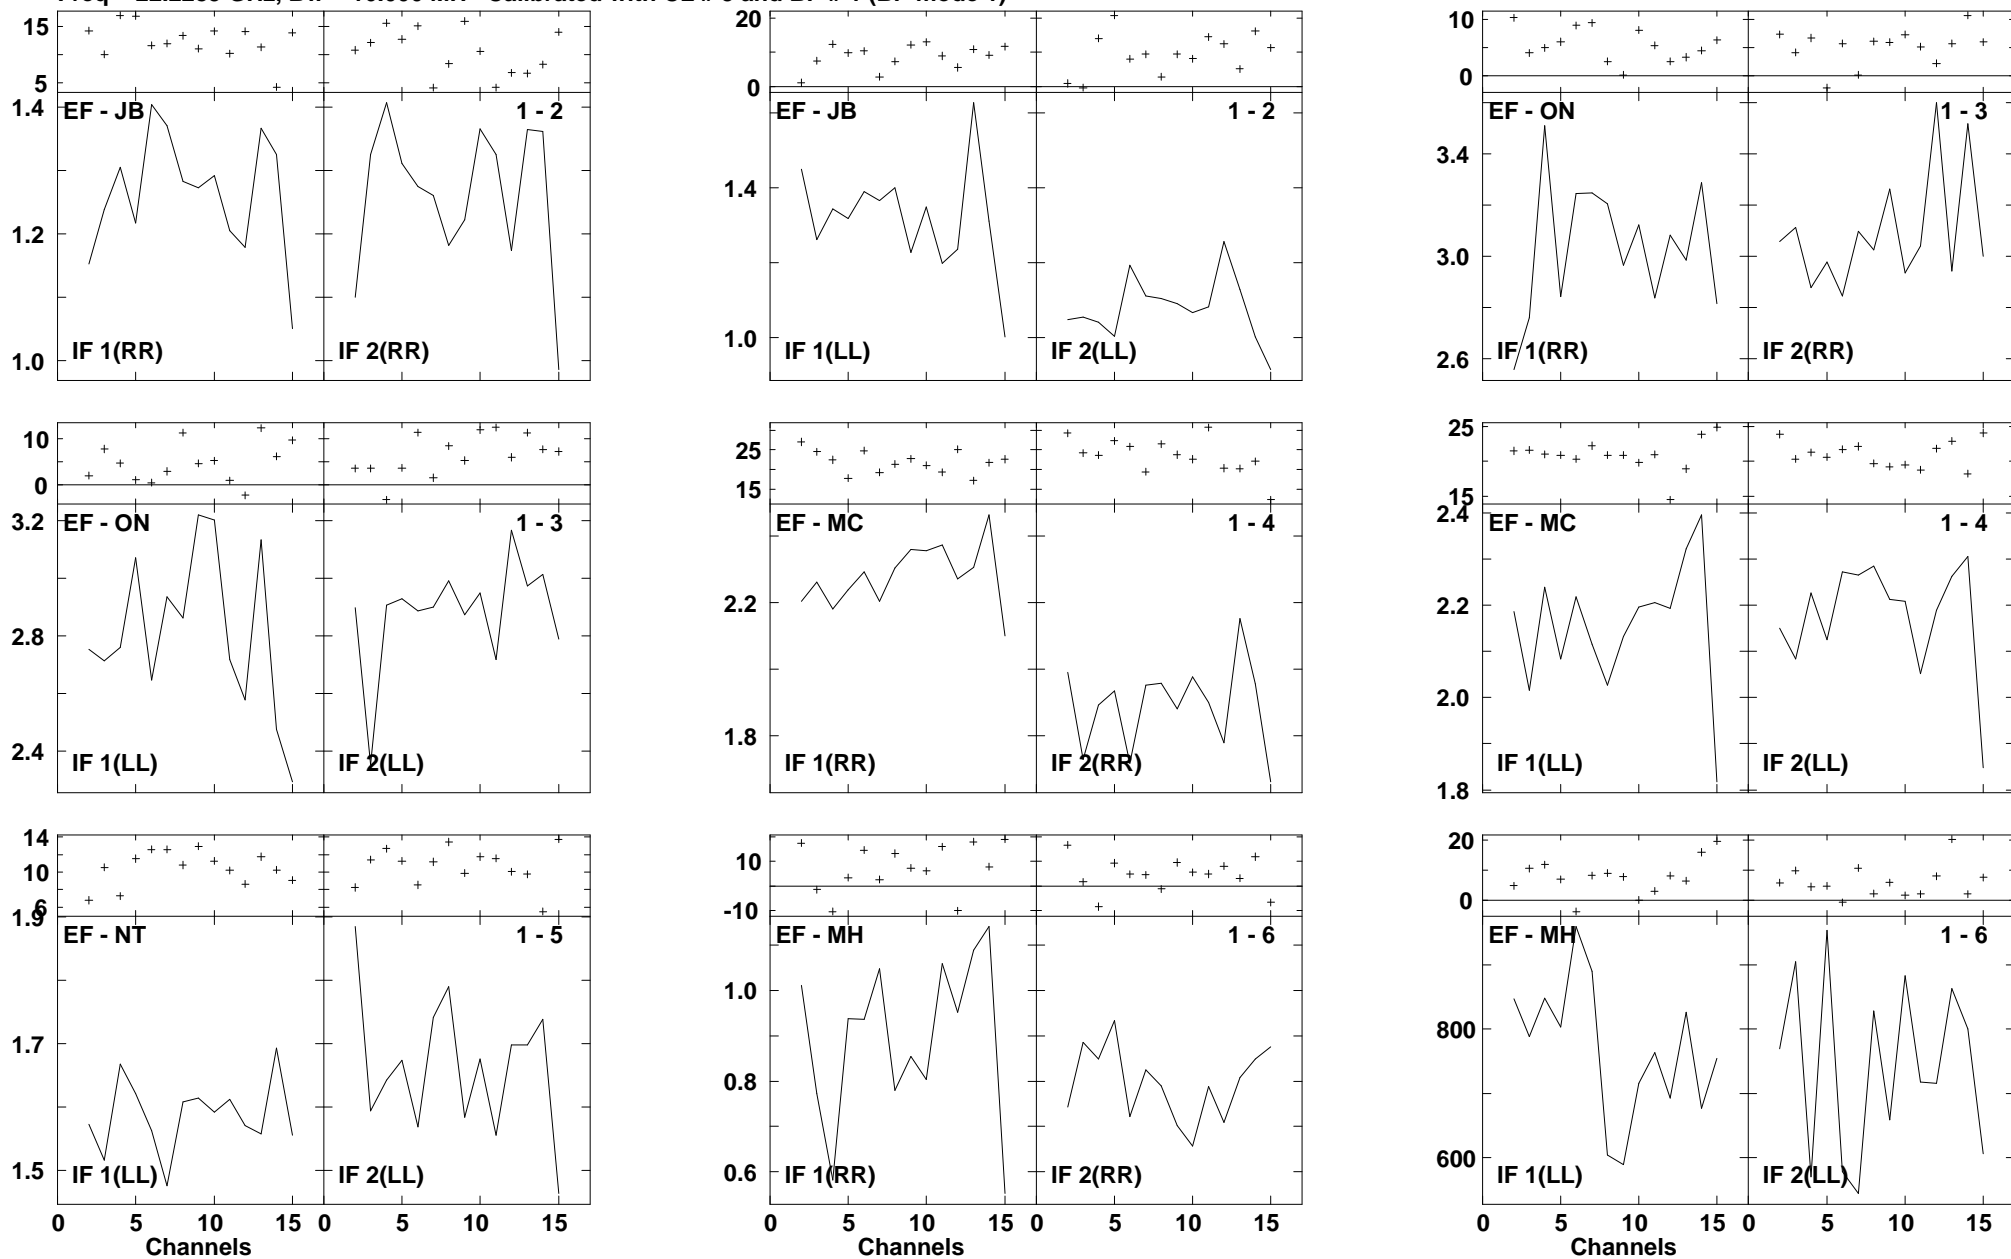 15 5 20 10 0 10 0
EF - JB 1 - 2 EF - JB 1 - 2 EF - ON 1 - 3
1.4 1.2 1.0 1.4 1.0 3.4 3.0 2.6
IF 1(RR) IF 2(RR) IF 1(LL) IF 2(LL) IF 1(RR) IF 2(RR)
10 0 25 15 25 15
EF - ON 1 - 3 EF - MC 1 - 4 EF - MC 1 - 4
3.2 2.8 2.4 2.2 1.8 2.4 2.2 2.0 1.8
IF 1(LL) IF 2(LL) IF 1(RR) IF 2(RR) IF 1(LL) IF 2(LL)
14 10 6 10 -10 20 0
EF - NT 1 - 5 EF - MH 1 - 6 EF - MH 1 - 6
1.9 1.7 1.5 1.0 0.8 0.6 800 600
IF 1(LL) IF 2(LL) IF 1(RR) IF 2(RR) IF 1(LL) IF 2(LL)
0 5 10 15 0 5 10 15 0 5 10 15 0 5 10 15 0 5 10 15 0 5 10 15
Channels Channels Channels